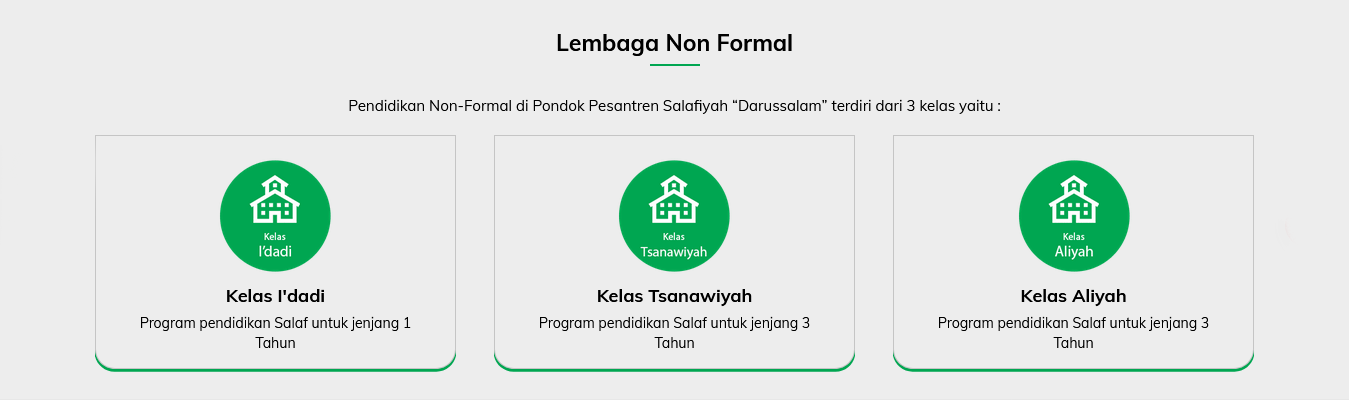 Lembaga Non Formal
Pendidikan Non-Formal di Pondok Pesantren Salafiyah “Darussalam” terdiri dari 3 kelas yaitu :
Kelas
I'dadi
Kelas I'dadi
Program pendidikan Salaf untuk jenjang 1
Tahun
Kelas
Tsanawiyah
Kelas Tsanawiyah
Program pendidikan Salaf untuk jenjang 3
Tahun
Kelas
Aliyah
Kelas Aliyah
Program pendidikan Salaf untuk jenjang 3
Tahun